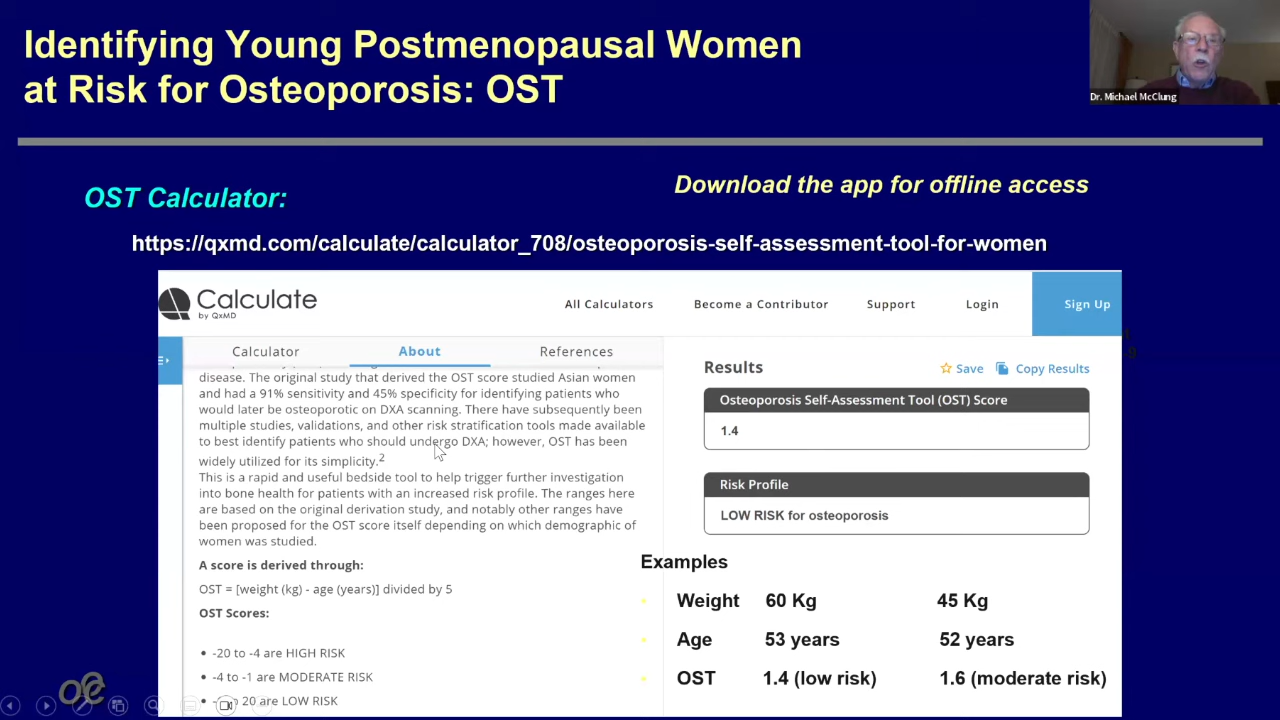 Identifying Young Postmenopausal Women
at Risk for Osteoporosis: OST
Dr. Michael McClung
OST Calculator:
Download the app for offline access
https://qxmd.com/calculate/calculator_708/osteoporosis-self-assessment-tool-for-women
Calculate
by QxMD
All Calculators
Become a Contributor
Support
Login
Sign Up
Calculator
About
References
disease. The original study that derived the OST score studied Asian women
and had a 91% sensitivity and 45% specificity for identifying patients who
would later be osteoporotic on DXA scanning. There have subsequently been
multiple studies, validations, and other risk stratification tools made available
to best identify patients who should undergo DXA; however, OST has been
widely utilized for its simplicity.2
This is a rapid and useful bedside tool to help trigger further investigation
into bone health for patients with an increased risk profile. The ranges here
are based on the original derivation study, and notably other ranges have
been proposed for the OST score itself depending on which demographic of
women was studied.
A score is derived through:
OST = [weight (kg) - age (years)] divided by 5
OST Scores:
• -20 to -4 are HIGH RISK
• -4 to -1 are MODERATE RISK
20 are LOW RISK
Results
Save
Copy Results
Osteoporosis Self-Assessment Tool (OST) Score
1.4
Risk Profile
LOW RISK for osteoporosis
Examples
• Weight 60 Kg 45 Kg
• Age 53 years 52 years
• OST 1.4 (low risk) 1.6 (moderate risk)